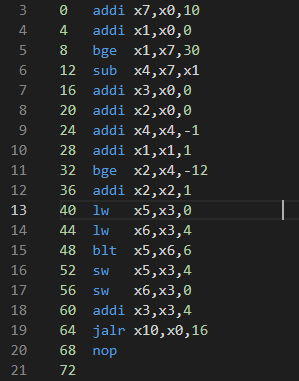 3 0 addi x7,x0,10
4 4 addi x1,x0,0
5 8 bge x1,x7,30
6 12 sub x4,x7,x1
7 16 addi x3,x0,0
8 20 addi x2,x0,0
9 24 addi x4,x4,-1
10 28 addi x1,x1,1
11 32 bge x2,x4,-12
12 36 addi x2,x2,1
13 40 lw x5,x3,0
14 44 lw x6,x3,4
15 48 blt x5,x6,6
16 52 sw x5,x3,4
17 56 sw x6,x3,0
18 60 addi x3,x3,4
19 64 jalr x10,x0,16
20 68 nop
21 72